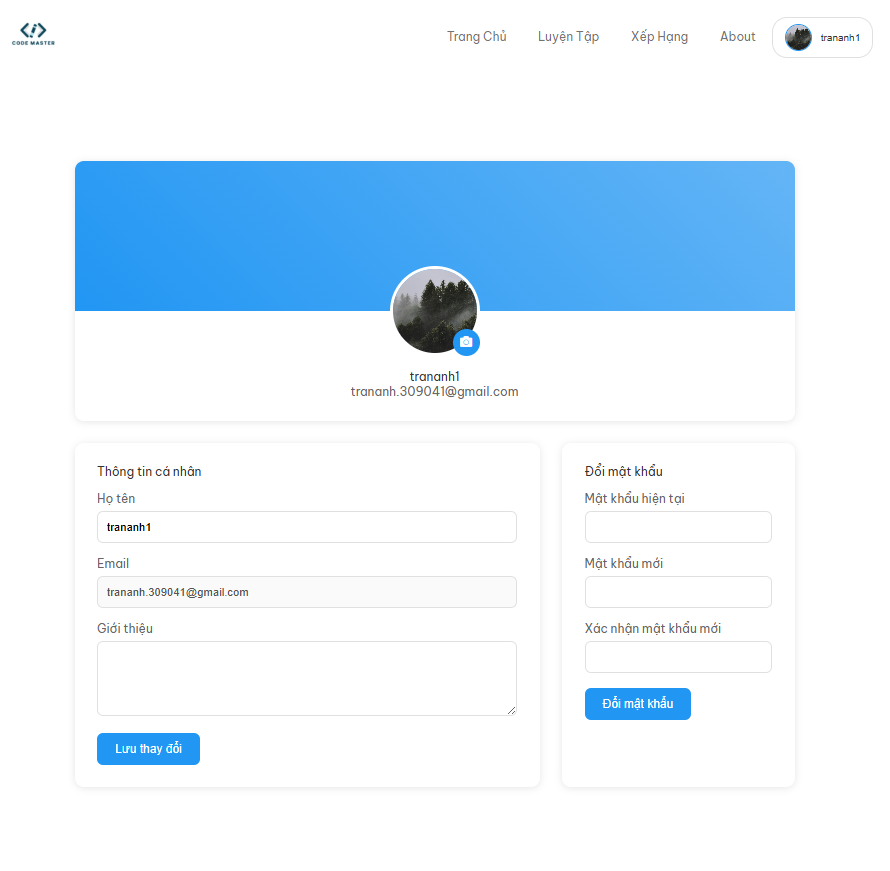 CODE MASTER
Trang Chủ
Luyện Tập
Xếp Hạng
About
trananh1
trananh1
trananh.309041@gmail.com
Thông tin cá nhân
Họ tên
trananh1
Email
trananh.309041@gmail.com
Giới thiệu
Lưu thay đổi
Đổi mật khẩu
Mật khẩu hiện tại
Mật khẩu mới
Xác nhận mật khẩu mới
Đổi mật khẩu